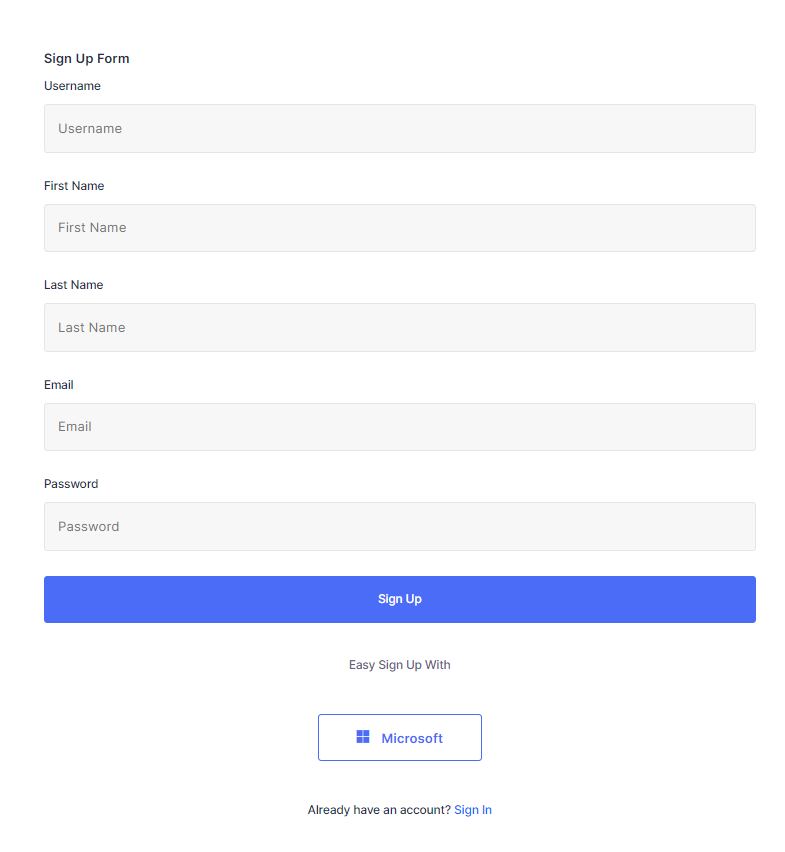 Sign Up Form
Username
Username
First Name
First Name
Last Name
Last Name
Email
Email
Password
Password
Sign Up
Easy Sign Up With
Microsoft
Already have an account? Sign In